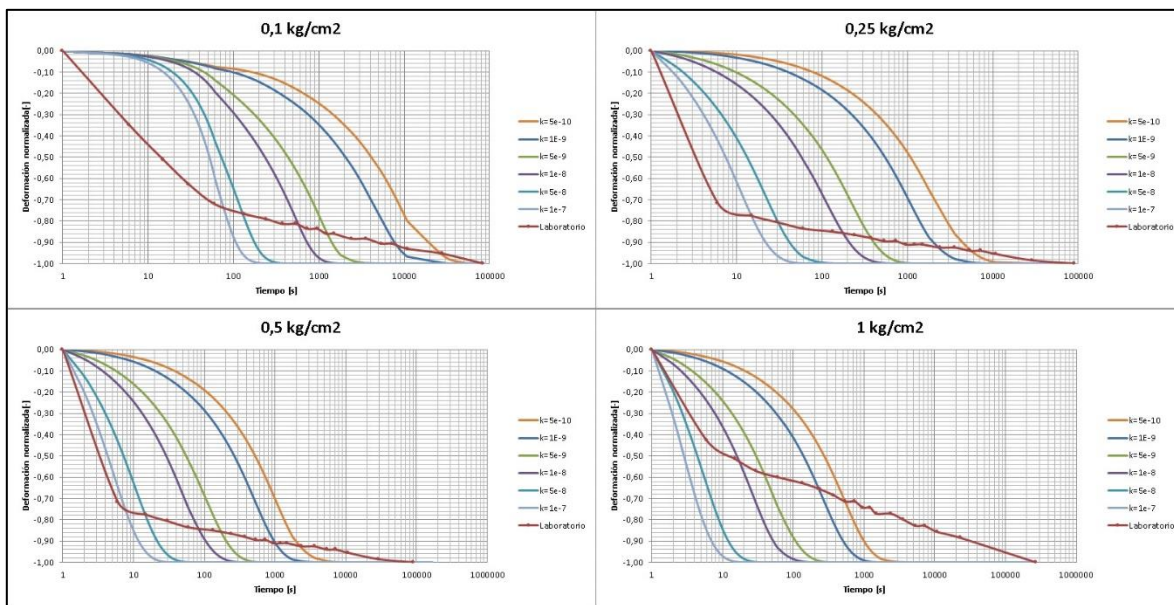 0,1 kg/cm2
0,00
-0,10
-0,20
-0,30
-0,40
-0,50
-0,60
-0,70
-0,80
-0,90
-1,00
Deformación normalizada[-]
1 10 100 1000 10000 100000
Tiempo [s]
k=5e-10
k=1E-9
k=5e-9
k=1e-8
k=5e-8
k=1e-7
Laboratorio
0,25 kg/cm2
0,00
-0,10
-0,20
-0,30
-0,40
-0,50
-0,60
-0,70
-0,80
-0,90
-1,00
Deformación normalizada[-]
1 10 100 1000 10000 100000
Tiempo [s]
k=5e-10
k=1E-9
k=5e-9
k=1e-8
k=5e-8
k=1e-7
Laboratorio
0,5 kg/cm2
0,00
-0,10
-0,20
-0,30
-0,40
-0,50
-0,60
-0,70
-0,80
-0,90
-1,00
Deformación normalizada[-]
1 10 100 1000 10000 100000 1000000
Tiempo [s]
k=5e-10
k=1E-9
k=5e-9
k=1e-8
k=5e-8
k=1e-7
Laboratorio
1 kg/cm2
0,00
-0,10
-0,20
-0,30
-0,40
-0,50
-0,60
-0,70
-0,80
-0,90
-1,00
Deformación normalizada[-]
1 10 100 1000 10000 100000 1000000
Tiempo [s]
k=5e-10
k=1E-9
k=5e-9
k=1e-8
k=5e-8
k=1e-7
Laboratorio